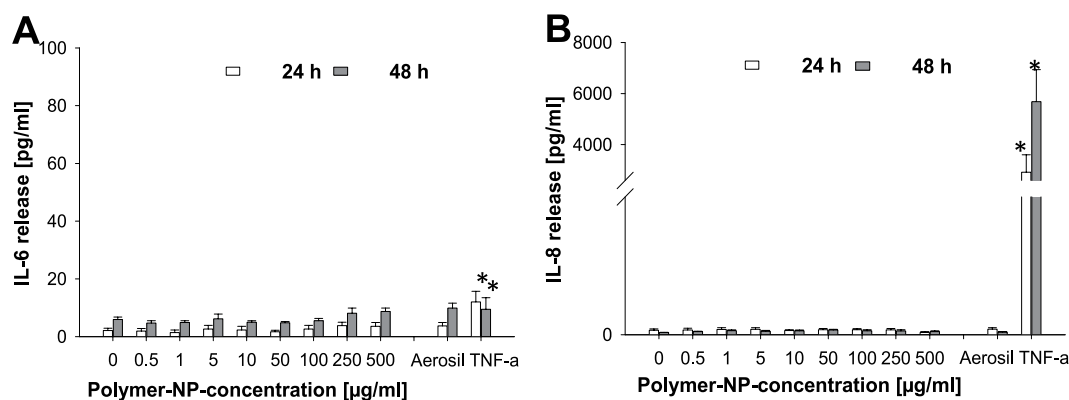 A
IL-6 release [pg/ml]
100
80
60
40
20
0
24 h 48 h
* *
0 0.5 1 5 10 50 100 250 500 Aerosil TNF-a
Polymer-NP-concentration [µg/ml]
B
IL-8 release [pg/ml]
8000
6000
4000
0
24 h 48 h
*
*
0 0.5 1 5 10 50 100 250 500 Aerosil TNF-a
Polymer-NP-concentration [µg/ml]